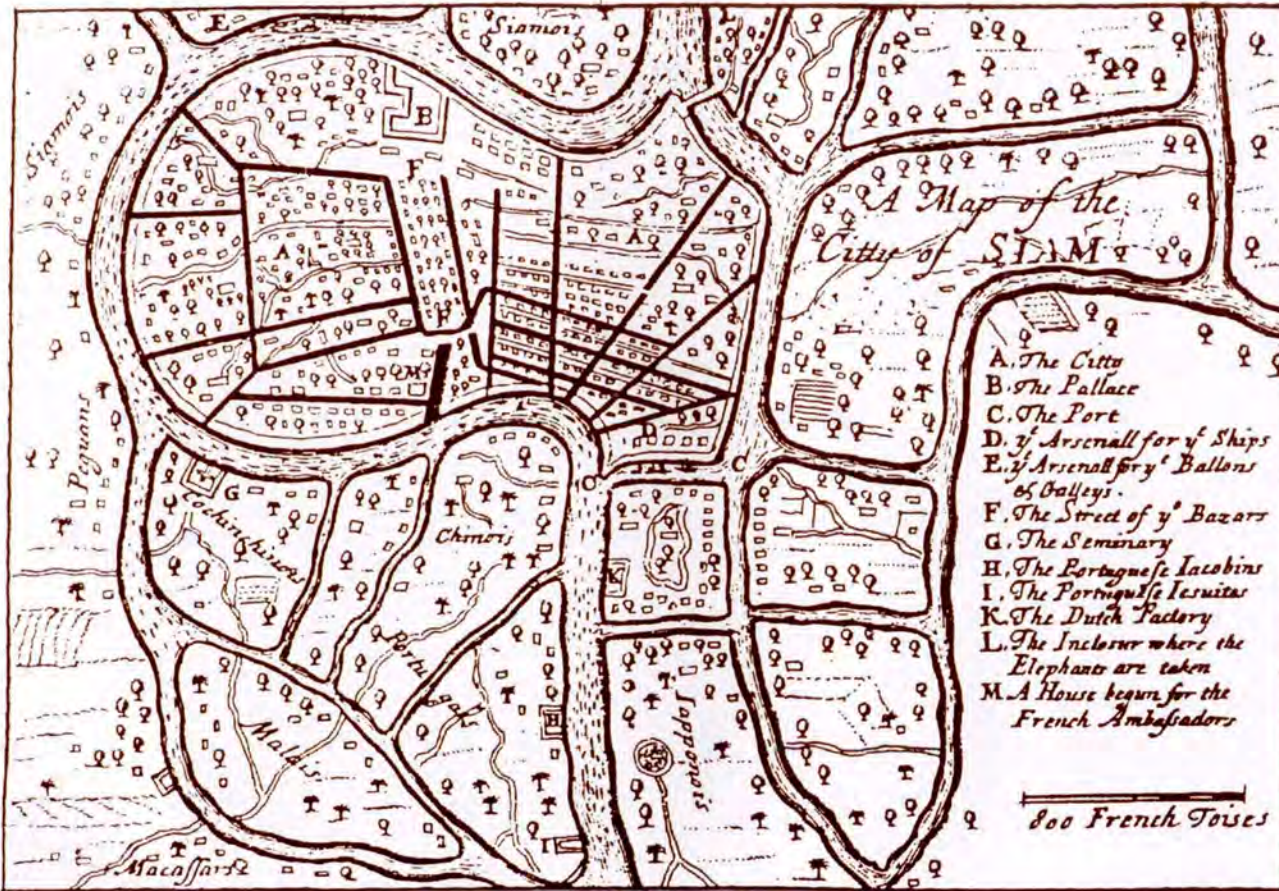 E
Siamois
Siamois
B
F
A
A
A Map of the
Citty of SIAM
F
M
D
C
C
Peguans
G
Cochinchinois
Chinois
K
Portugals
H
Iapponois
Malais
I
Macassars
A. The Citty
B. The Pallace
C. The Port
D. yᵉ Arsenall for yᵉ Ships
E. yᵉ Arsenall for yᵉ Ballons
& Galleys.
F. The Street of yᵉ Bazars
G. The Seminary
H. The Portuguese Iacobins
I. The Portuguese Iesuites
K. The Dutch Factory
L. The Inclosur where the
Elephants are taken
M. A House begun for the
French Ambassadors
800 French Toises